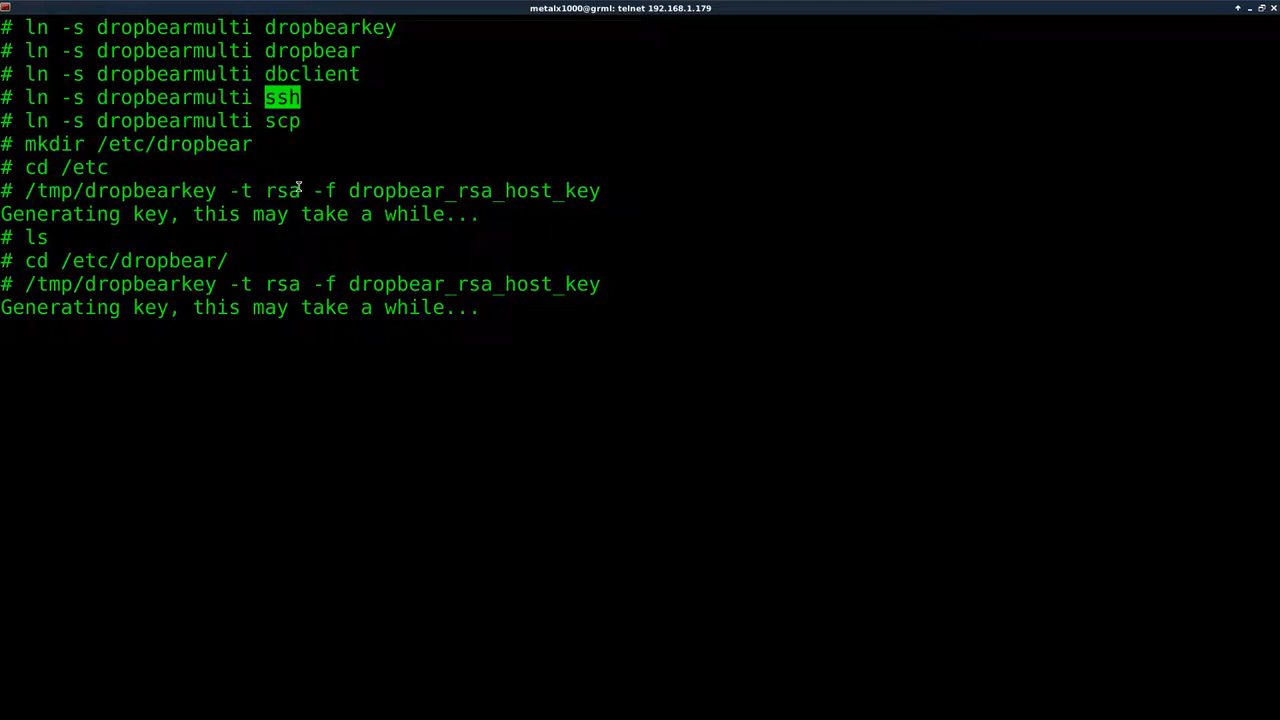 metalx1000@grml: telnet 192.168.1.179
# ln -s dropbearmulti dropbearkey
# ln -s dropbearmulti dropbear
# ln -s dropbearmulti dbclient
# ln -s dropbearmulti ssh
# ln -s dropbearmulti scp
# mkdir /etc/dropbear
# cd /etc
# /tmp/dropbearkey -t rsa -f dropbear_rsa_host_key
Generating key, this may take a while...
# ls
# cd /etc/dropbear/
# /tmp/dropbearkey -t rsa -f dropbear_rsa_host_key
Generating key, this may take a while...